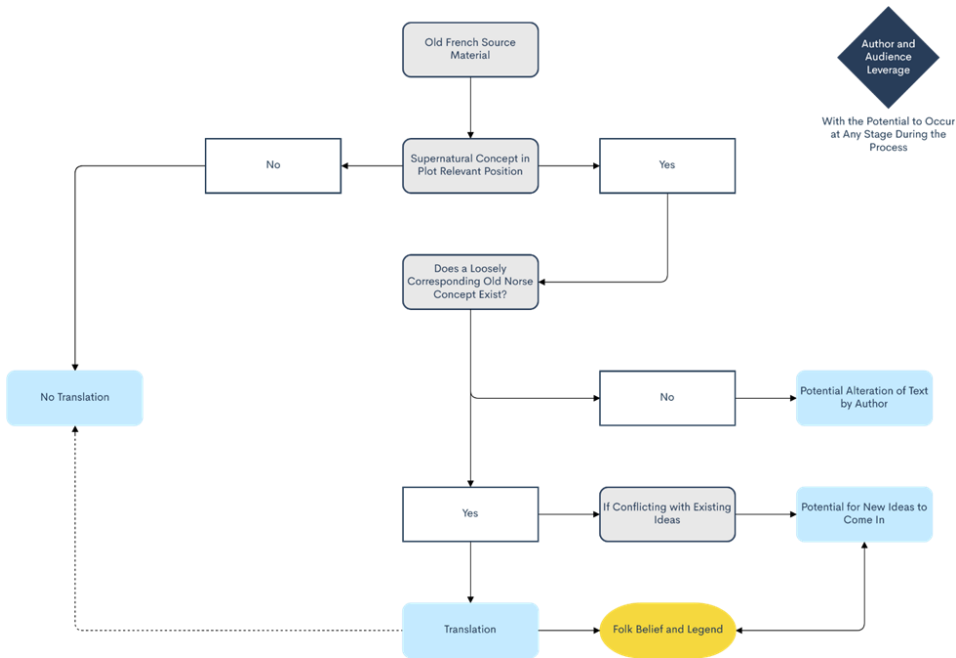 Old French Source
Material
Author and
Audience
Leverage
With the Potential to Occur
at Any Stage During the
Process
No
Supernatural Concept in
Plot Relevant Position
Yes
Does a Loosely
Corresponding Old Norse
Concept Exist?
No Translation
No
Potential Alteration of Text
by Author
Yes
If Conflicting with Existing
Ideas
Potential for New Ideas to
Come In
Translation
Folk Belief and Legend